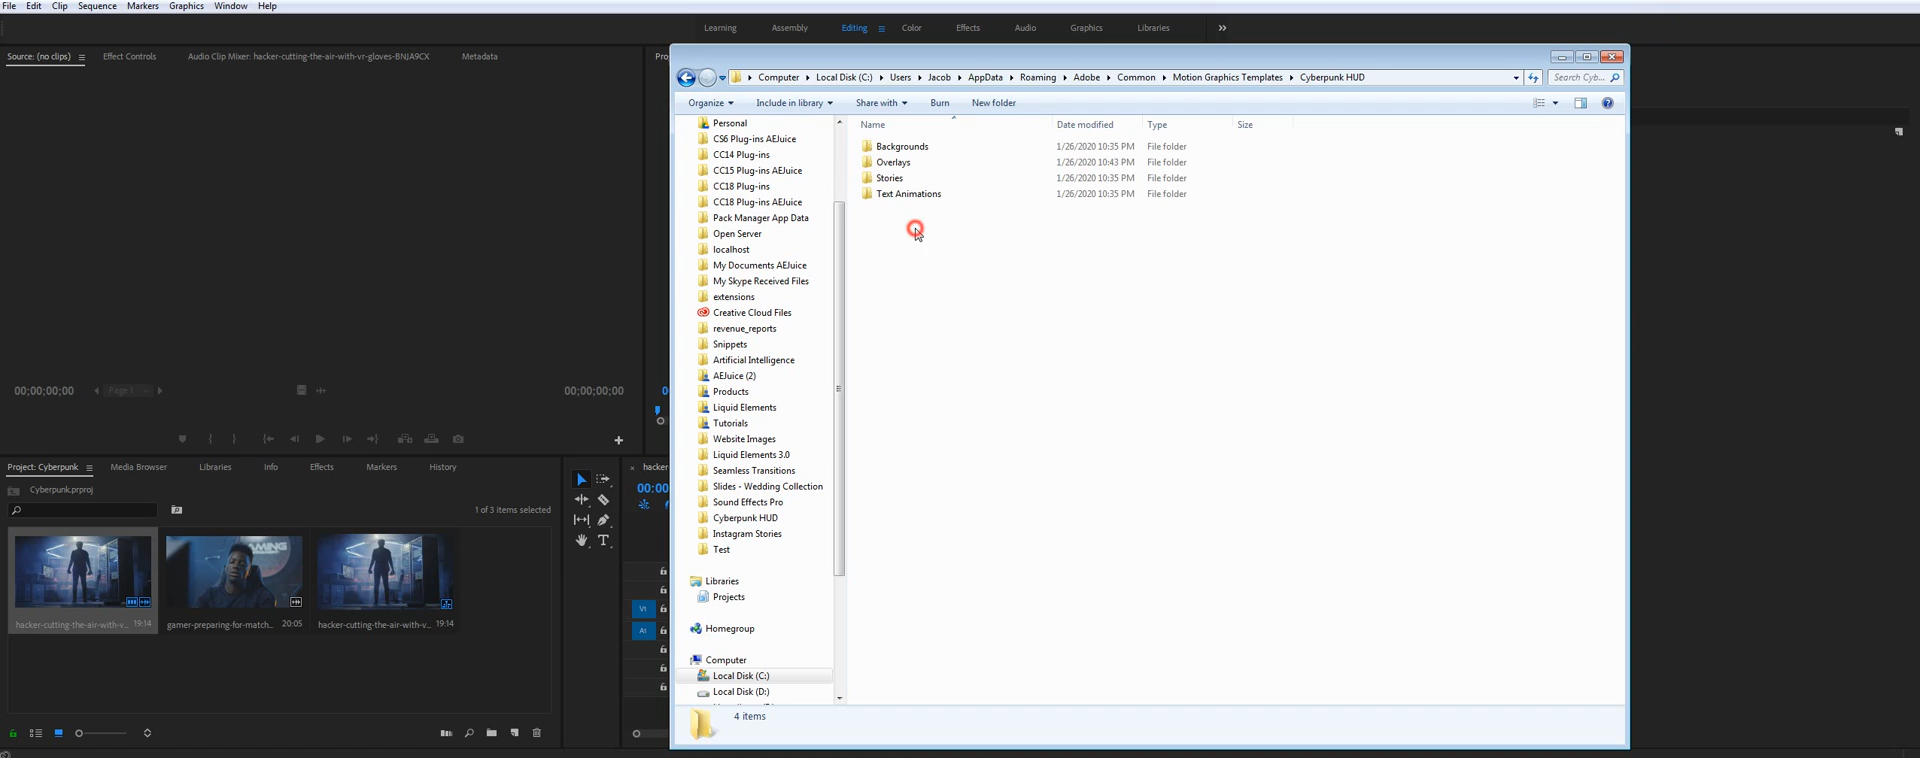 File Edit Clip Sequence Markers Graphics Window Help
Learning Assembly Editing Color Effects Audio Graphics Libraries
Source: (no clips) Effect Controls Audio Clip Mixer: hacker-cutting-the-air-with-vr-gloves-BNJA9CX Metadata
Computer Local Disk (C:) Users Jacob AppData Roaming Adobe Common Motion Graphics Templates Cyberpunk HUD
Search Cyb...
Organize Include in library Share with Burn New folder
Name Date modified Type Size
Backgrounds 1/26/2020 10:35 PM File folder
Overlays 1/26/2020 10:43 PM File folder
Stories 1/26/2020 10:35 PM File folder
Text Animations 1/26/2020 10:35 PM File folder
Personal
CS6 Plug-ins AEJuice
CC14 Plug-ins
CC15 Plug-ins AEJuice
CC18 Plug-ins
CC18 Plug-ins AEJuice
Pack Manager App Data
Open Server
localhost
My Documents AEJuice
My Skype Received Files
extensions
Creative Cloud Files
revenue_reports
Snippets
Artificial Intelligence
AEJuice (2)
Products
Liquid Elements
Tutorials
Website Images
Liquid Elements 3.0
Seamless Transitions
Slides - Wedding Collection
Sound Effects Pro
Cyberpunk HUD
Instagram Stories
Test
Libraries
Projects
Homegroup
Computer
Local Disk (C:)
Local Disk (D:)
4 items
00;00;00;00 Page 1 00;00;00;00
Project: Cyberpunk Media Browser Libraries Info Effects Markers History
Cyberpunk.prproj
1 of 3 items selected
hacker-cutting-the-air-with-v... 19:14
gamer-preparing-for-match... 20:05
hacker-cutting-the-air-with-v... 19:14
hacker-
00:00
V1
A1